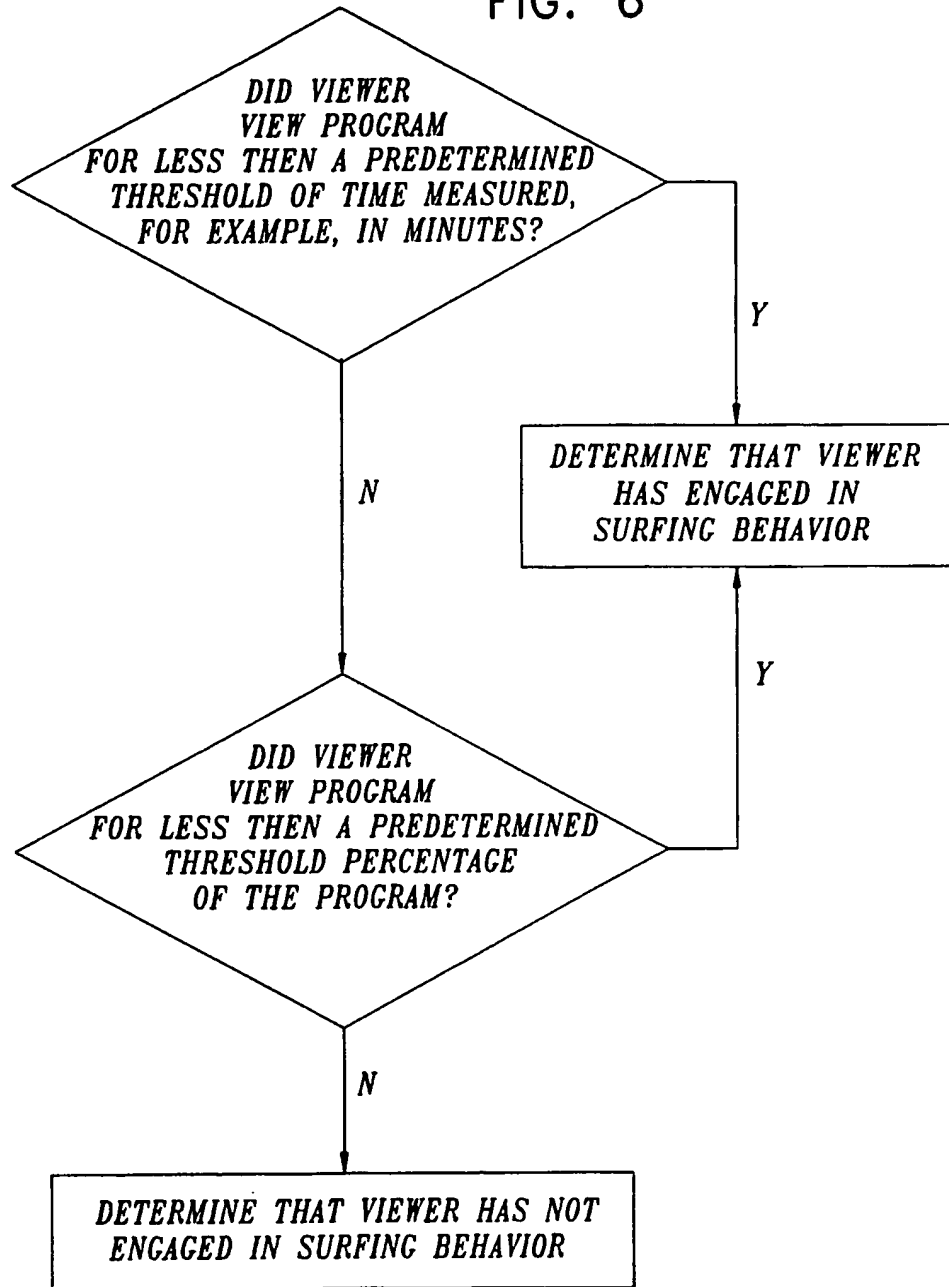 FIG. 6
DID VIEWER
VIEW PROGRAM
FOR LESS THEN A PREDETERMINED
THRESHOLD OF TIME MEASURED,
FOR EXAMPLE, IN MINUTES?
Y
DETERMINE THAT VIEWER
HAS ENGAGED IN
SURFING BEHAVIOR
N
Y
DID VIEWER
VIEW PROGRAM
FOR LESS THEN A PREDETERMINED
THRESHOLD PERCENTAGE
OF THE PROGRAM?
N
DETERMINE THAT VIEWER HAS NOT
ENGAGED IN SURFING BEHAVIOR